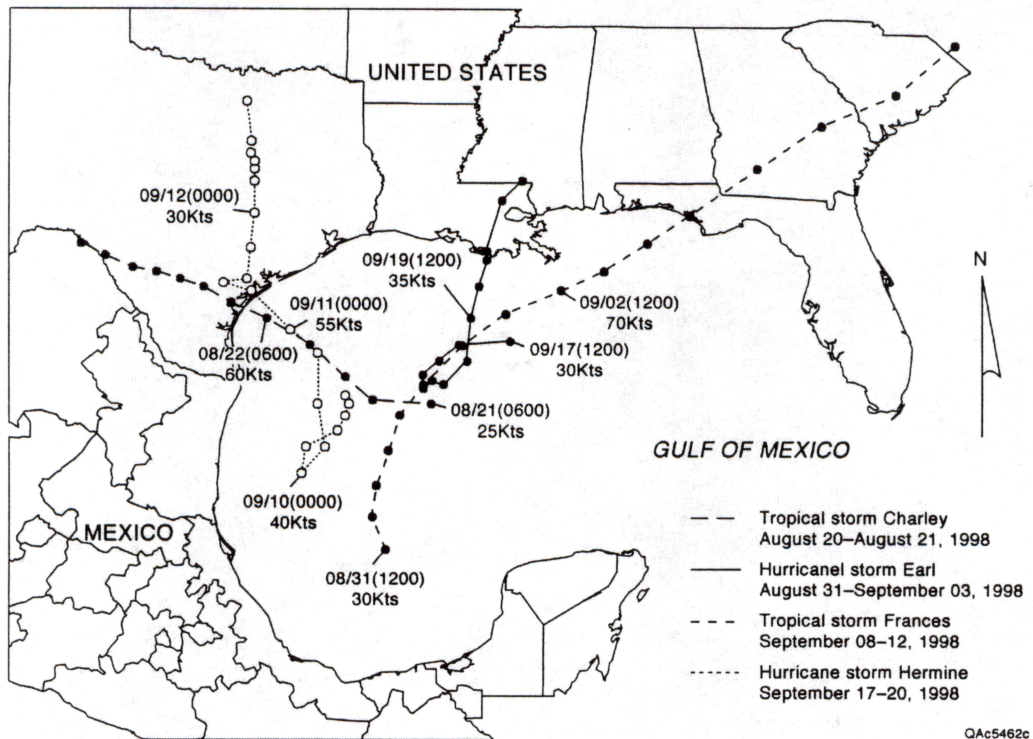 UNITED STATES
09/12(0000)
30Kts
09/19(1200)
35Kts
N
09/11(0000)
55Kts
09/02(1200)
70Kts
08/22(0600)
60Kts
09/17(1200)
30Kts
08/21(0600)
25Kts
GULF OF MEXICO
09/10(0000)
40Kts
MEXICO
08/31(1200)
30Kts
Tropical storm Charley
August 20–August 21, 1998
Hurricanel storm Earl
August 31–September 03, 1998
Tropical storm Frances
September 08–12, 1998
Hurricane storm Hermine
September 17–20, 1998
QAc5462c